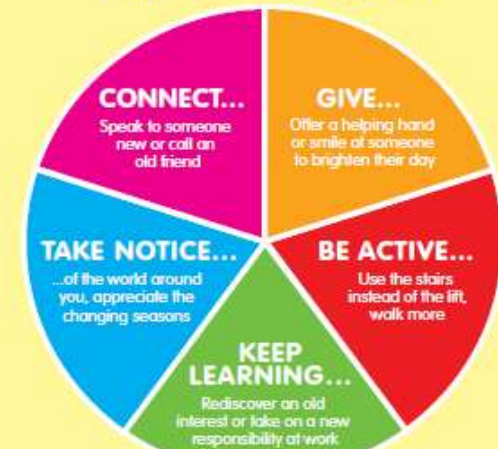 CONNECT...
Speak to someone
new or call an
old friend
GIVE...
Offer a helping hand
or smile at someone
to brighten their day
BE ACTIVE...
Use the stairs
instead of the lift,
walk more
KEEP
LEARNING...
Rediscover an old
interest or take on a new
responsibility at work
TAKE NOTICE...
...of the world around
you, appreciate the
changing seasons